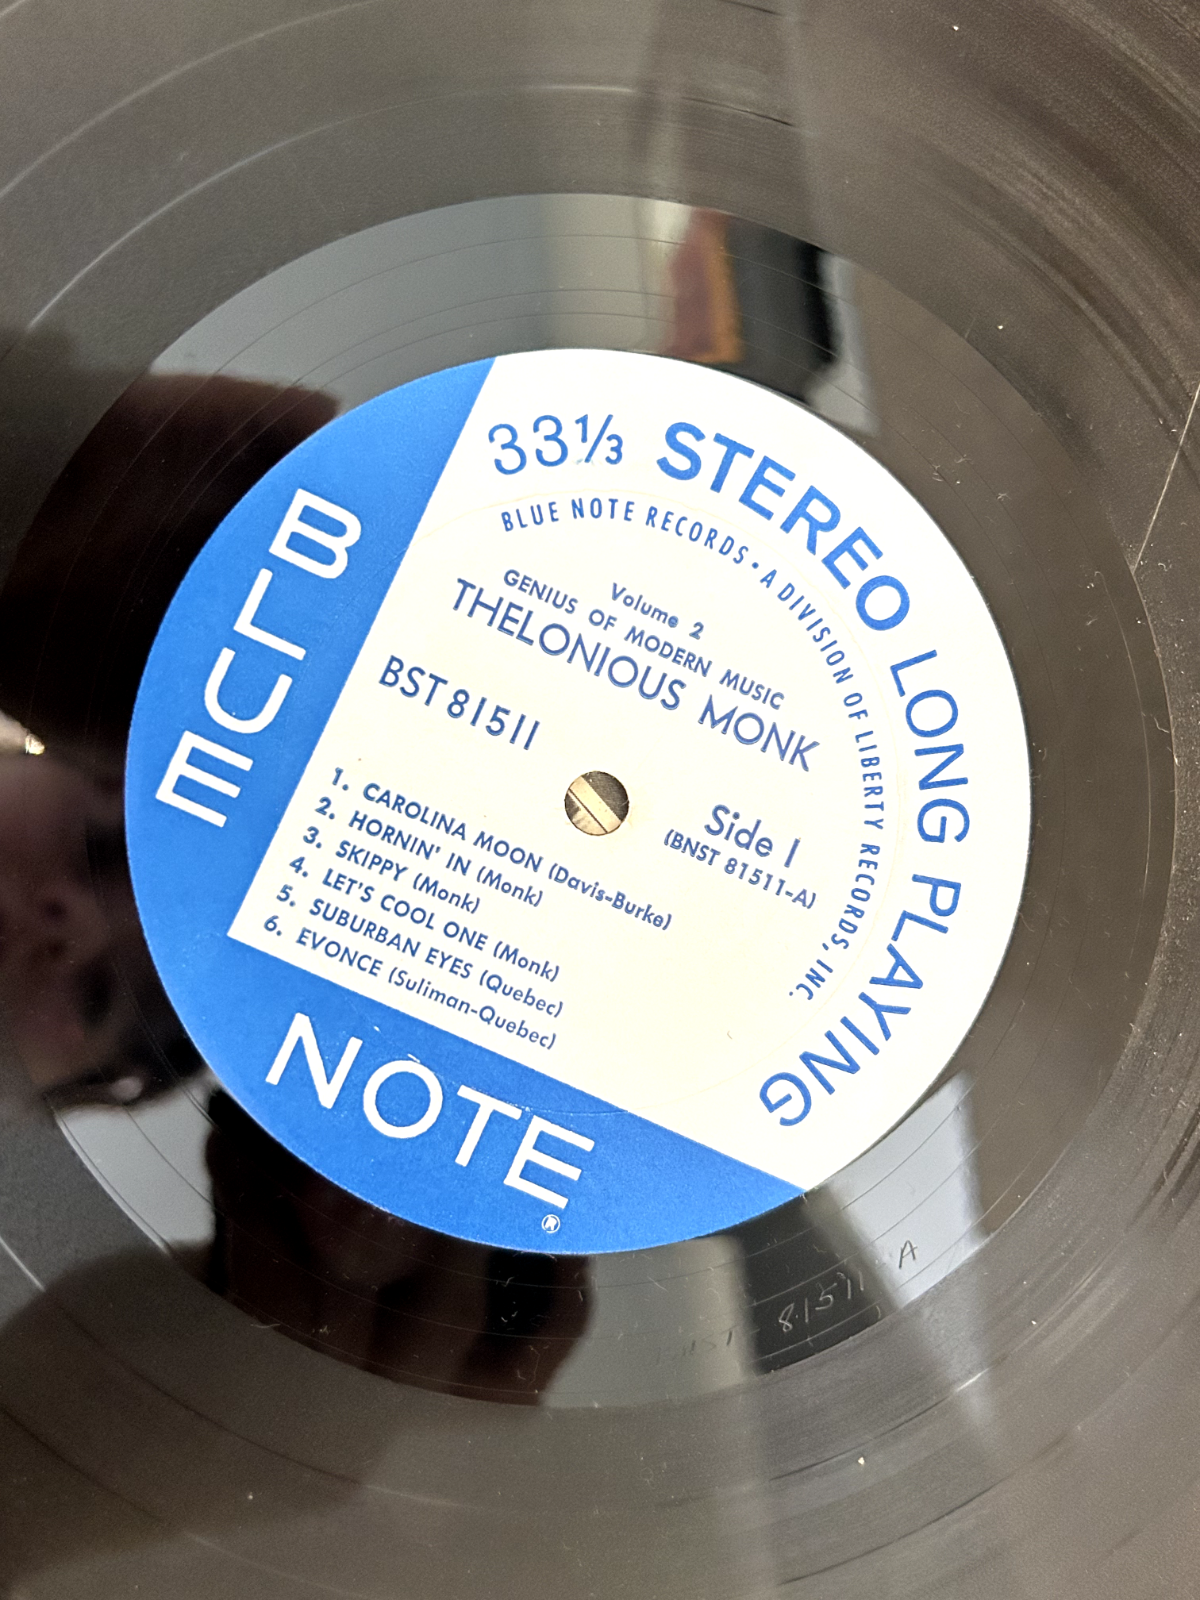 33⅓ STEREO LONG PLAYING
BLUE NOTE RECORDS • A DIVISION OF LIBERTY RECORDS, INC.
Volume 2
GENIUS OF MODERN MUSIC
THELONIOUS MONK
BST 81511
Side 1
(BNST 81511-A)
1. CAROLINA MOON (Davis-Burke)
2. HORNIN' IN (Monk)
3. SKIPPY (Monk)
4. LET'S COOL ONE (Monk)
5. SUBURBAN EYES (Quebec)
6. EVONCE (Suliman-Quebec)
BLUE
NOTE®
81511 A